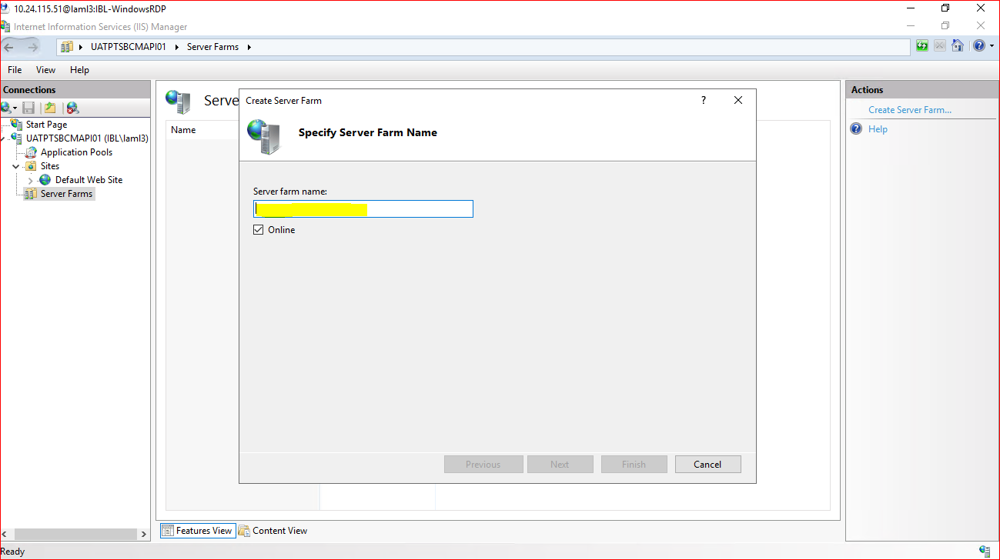 10.24.115.51@Iaml3:IBL-WindowsRDP
Internet Information Services (IIS) Manager
UATPTSBCMAPI01 Server Farms
File View Help
Connections
Start Page
UATPTSBCMAPI01 (IBL\Iaml3)
Application Pools
Sites
Default Web Site
Server Farms
Serve
Name
Create Server Farm
?
Specify Server Farm Name
Server farm name:
Online
Previous Next Finish Cancel
Features View Content View
Actions
Create Server Farm...
Help
Ready